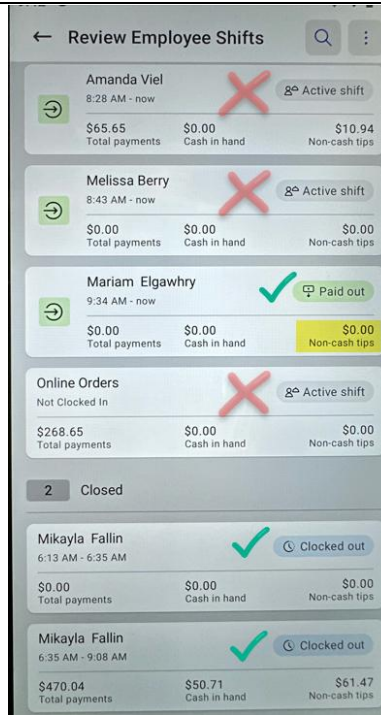 ← Review Employee Shifts
Amanda Viel
8:28 AM - now
Active shift
$65.65 $0.00 $10.94
Total payments Cash in hand Non-cash tips
Melissa Berry
8:43 AM - now
Active shift
$0.00 $0.00 $0.00
Total payments Cash in hand Non-cash tips
Mariam Elgawhry
9:34 AM - now
Paid out
$0.00 $0.00 $0.00
Total payments Cash in hand Non-cash tips
Online Orders
Not Clocked In
Active shift
$268.65 $0.00 $0.00
Total payments Cash in hand Non-cash tips
2 Closed
Mikayla Fallin
6:13 AM - 6:35 AM
Clocked out
$0.00 $0.00 $0.00
Total payments Cash in hand Non-cash tips
Mikayla Fallin
6:35 AM - 9:08 AM
Clocked out
$470.04 $50.71 $61.47
Total payments Cash in hand Non-cash tips